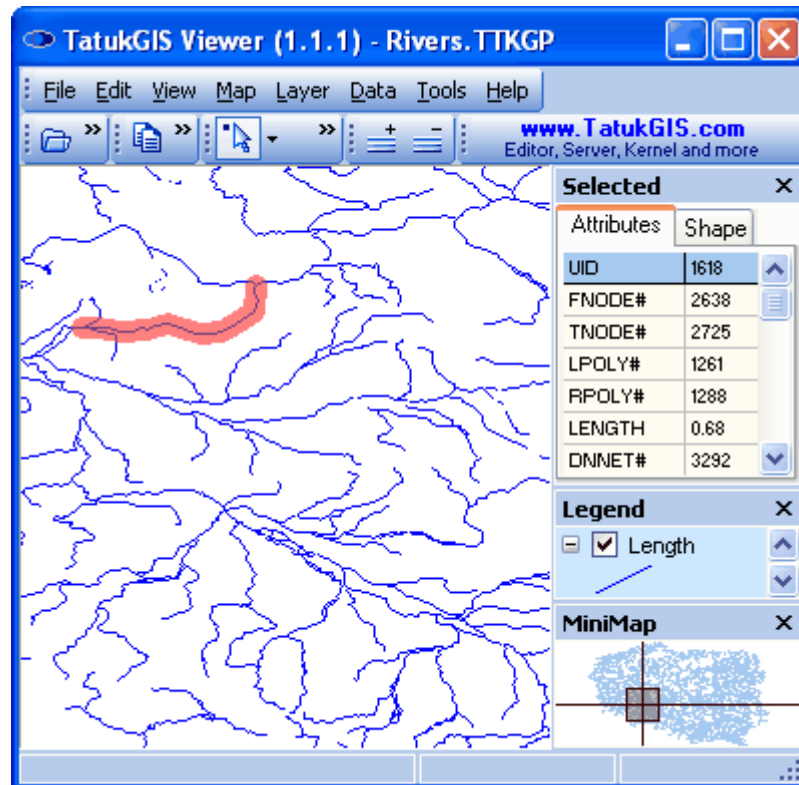 TatukGIS Viewer (1.1.1) - Rivers.TTKGP
File Edit View Map Layer Data Tools Help
www.TatukGIS.com
Editor, Server, Kernel and more
Selected
Attributes Shape
UID 1618
FNODE# 2638
TNODE# 2725
LPOLY# 1261
RPOLY# 1288
LENGTH 0.68
DNNET# 3292
Legend
Length
MiniMap